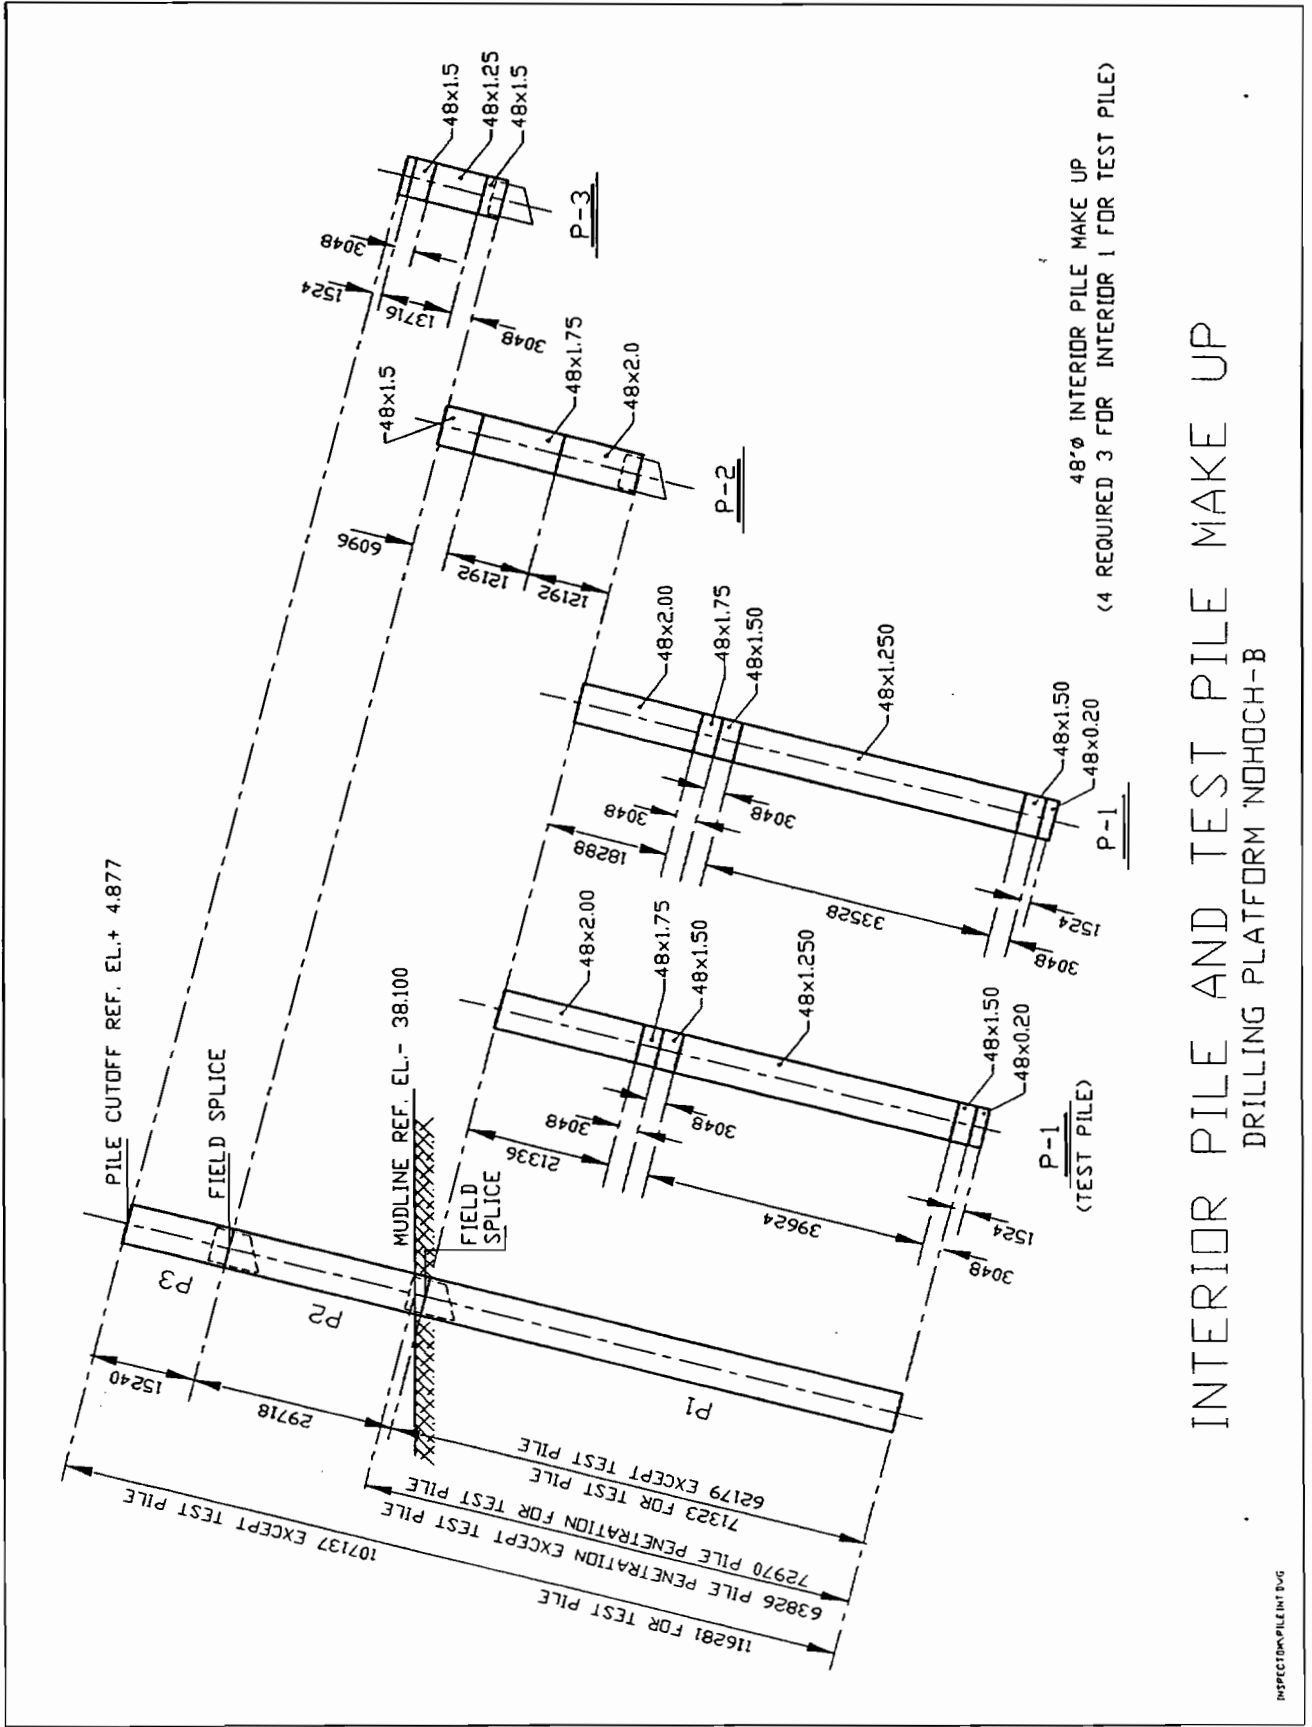 PILE CUTOFF REF. EL.+ 4.877
FIELD SPLICE
MUDLINE REF. EL.- 38.100
FIELD
SPLICE
P3
P2
P1
15240
29718
62179 EXCEPT TEST PILE
71323 FOR TEST PILE
72970 PILE PENETRATION FOR TEST PILE
63826 PILE PENETRATION EXCEPT TEST PILE
107137 EXCEPT TEST PILE
116281 FOR TEST PILE
48x1.5
48x1.25
48x1.5
3048
1524
13716
3048
P-3
48x1.5
48x1.75
48x2.0
6096
12192
12192
P-2
48x2.00
48x1.75
48x1.50
48x1.250
48x1.50
48x0.20
18288
3048
3048
33528
1524
3048
P-1
48x2.00
48x1.75
48x1.50
48x1.250
48x1.50
48x0.20
21336
3048
3048
39624
1524
3048
P-1
(TEST PILE)
48"Ø INTERIOR PILE MAKE UP
(4 REQUIRED 3 FOR INTERIOR 1 FOR TEST PILE)
INTERIOR PILE AND TEST PILE MAKE UP
DRILLING PLATFORM "NOHOCH-B
INSPECTOM\PILEINT.DWG